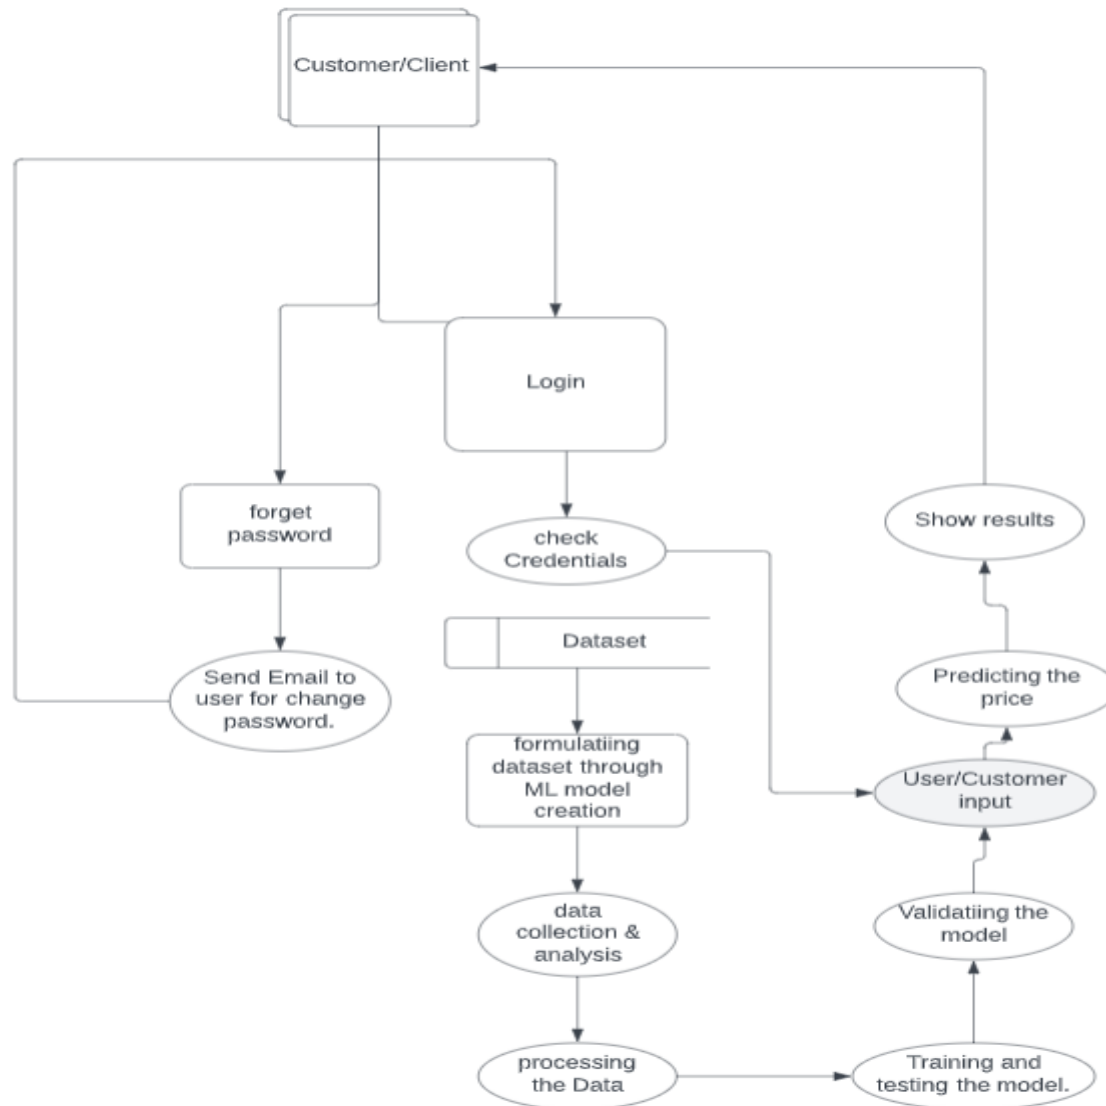 Customer/Client
Login
forget
password
check
Credentials
Show results
Dataset
Send Email to
user for change
password.
Predicting the
price
formulatiing
dataset through
ML model
creation
User/Customer
input
data
collection &
analysis
Validatiing the
model
processing
the Data
Training and
testing the model.